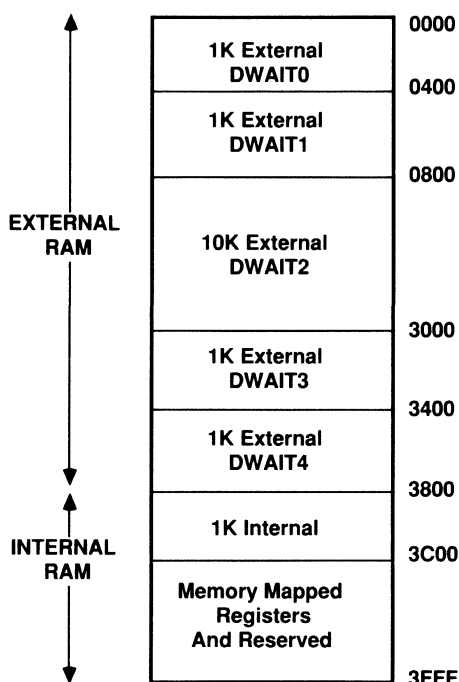 0000
1K External
DWAIT0
0400
1K External
DWAIT1
0800
EXTERNAL
RAM
10K External
DWAIT2
3000
1K External
DWAIT3
3400
1K External
DWAIT4
3800
INTERNAL
RAM
1K Internal
3C00
Memory Mapped
Registers
And Reserved
3FFF